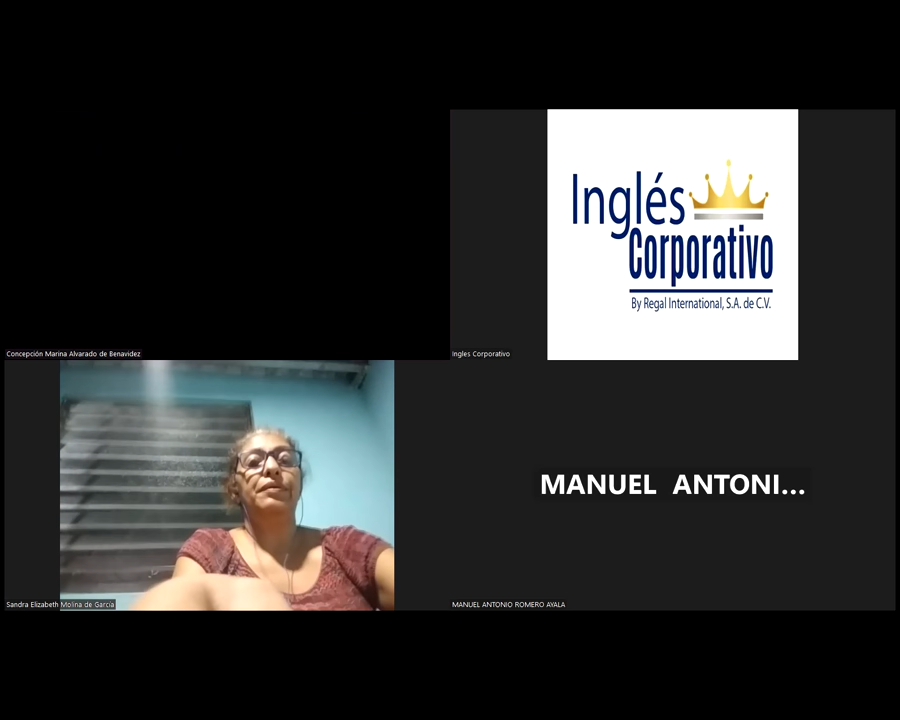 Inglés
Corporativo
By Regal International, S.A. de C.V.
Concepción Marina Alvarado de Benavidez
Ingles Corporativo
MANUEL ANTONI...
Sandra Elizabeth Molina de García
MANUEL ANTONIO ROMERO AYALA